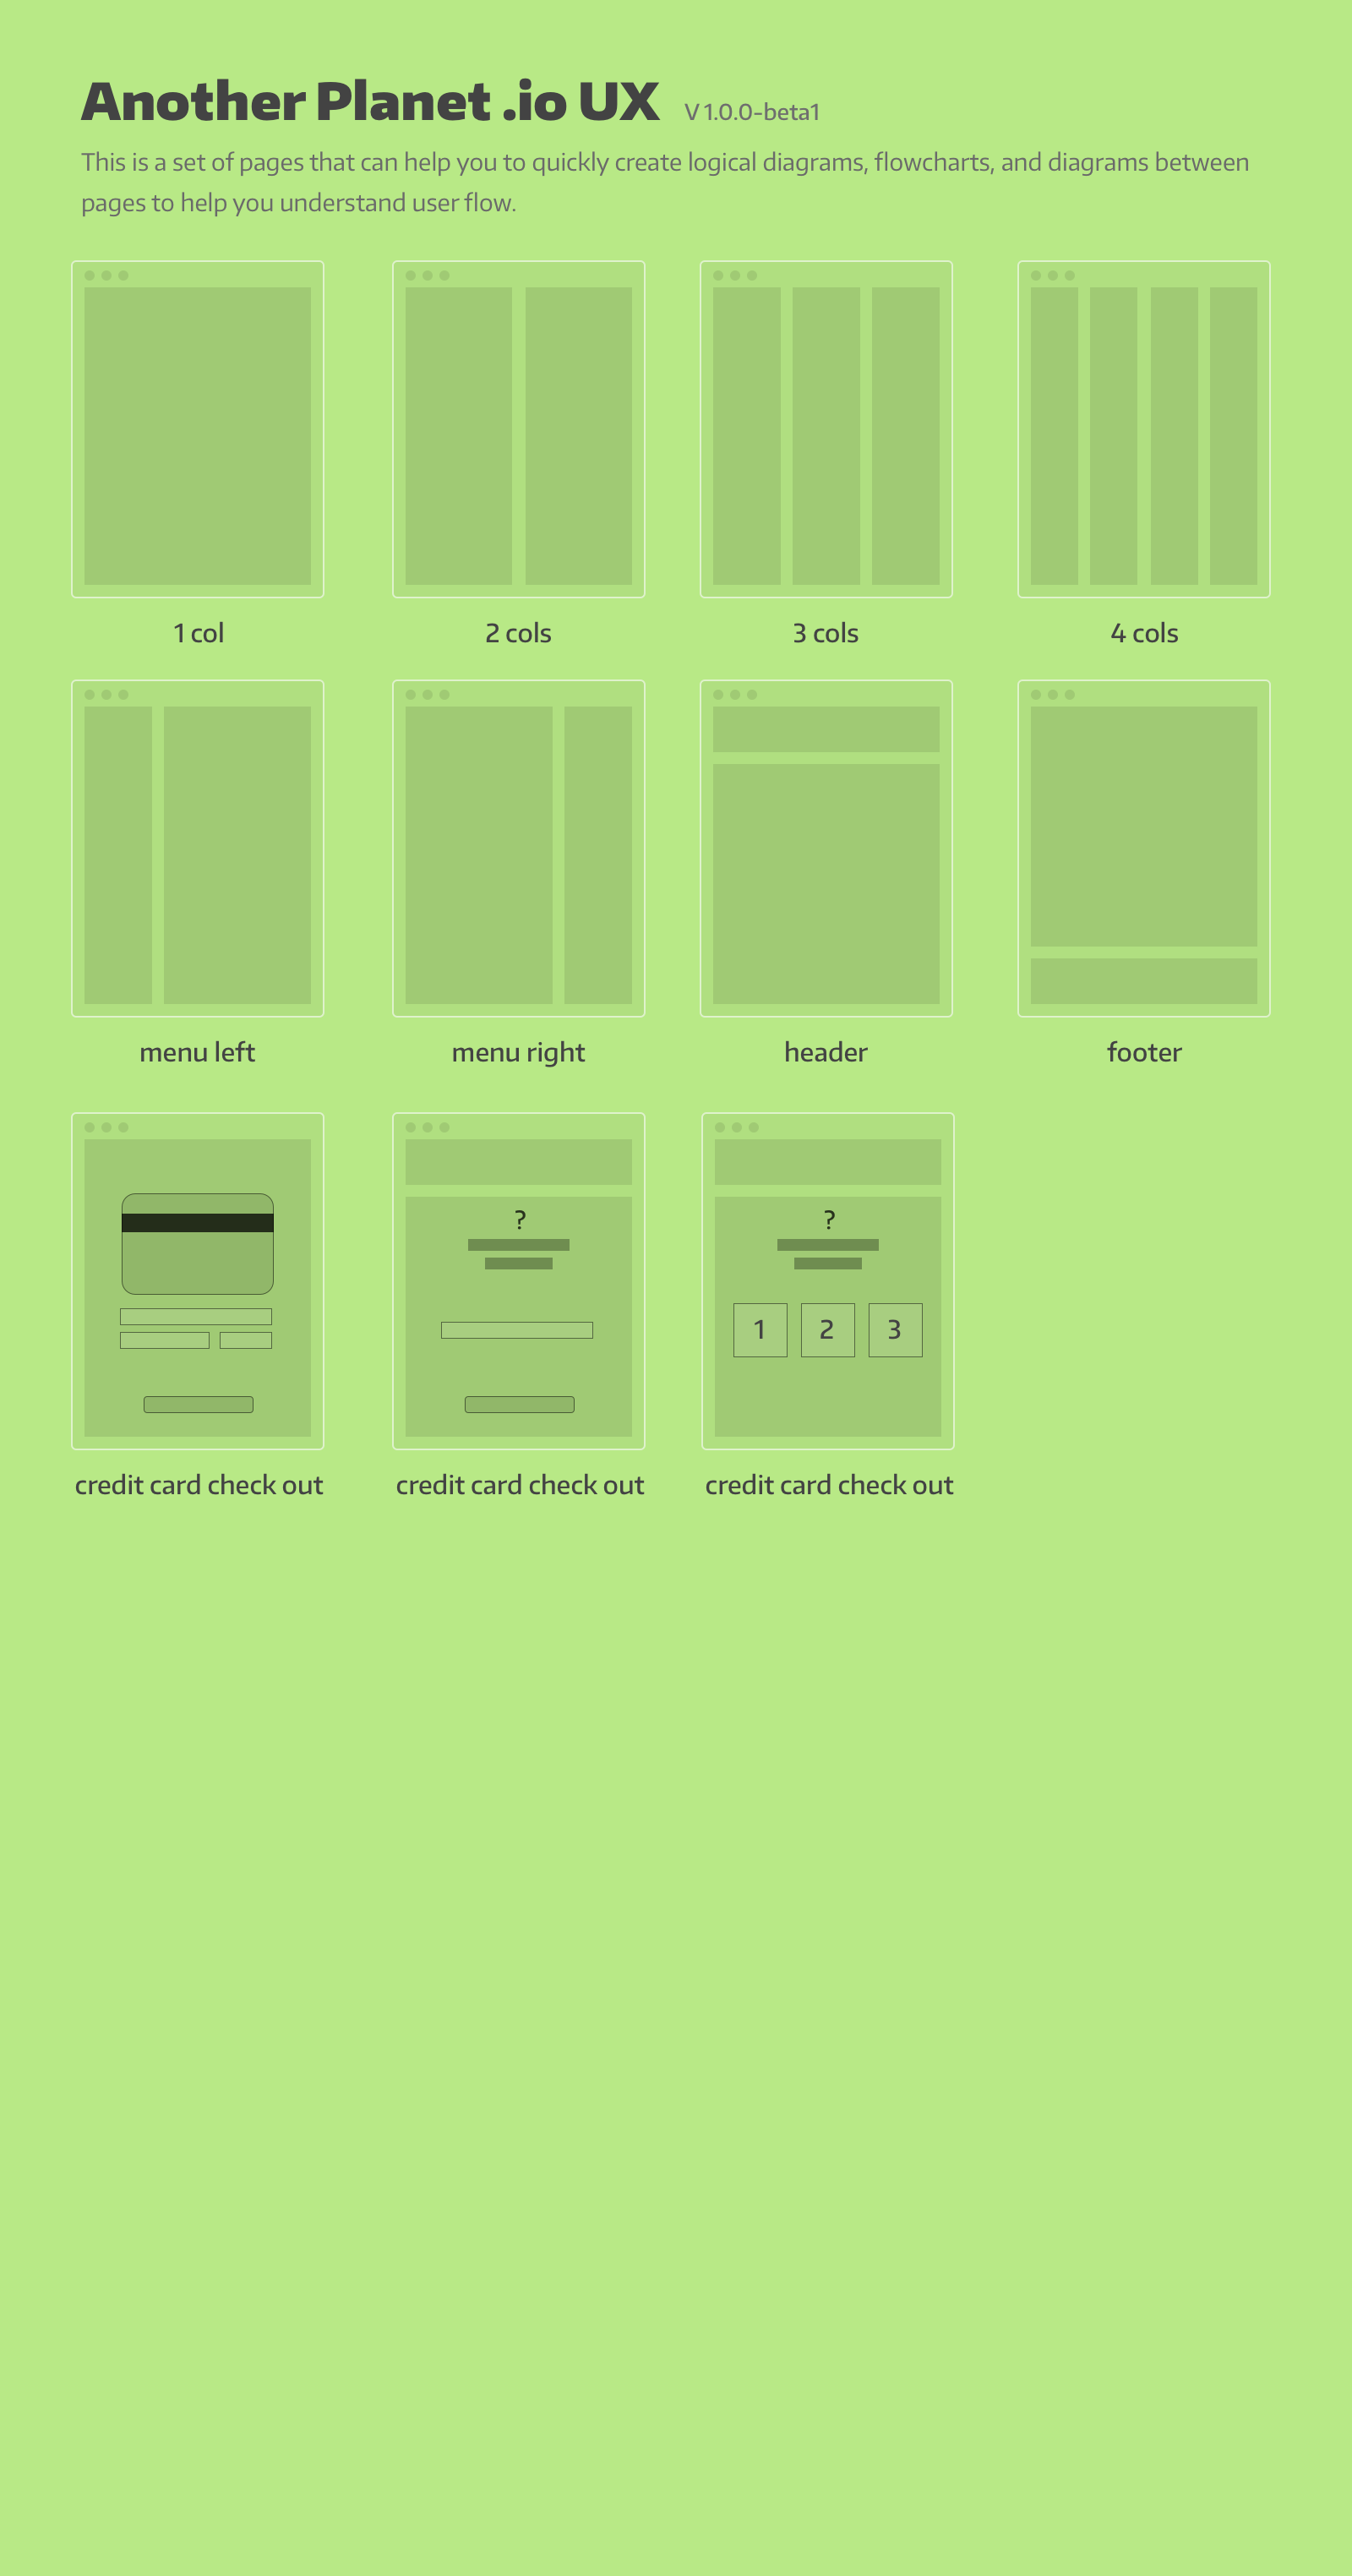 Another Planet .io UX V 1.0.0-beta1
This is a set of pages that can help you to quickly create logical diagrams, flowcharts, and diagrams between
pages to help you understand user flow.
1 col
2 cols
3 cols
4 cols
menu left
menu right
header
footer
?
?
1 2 3
credit card check out
credit card check out
credit card check out